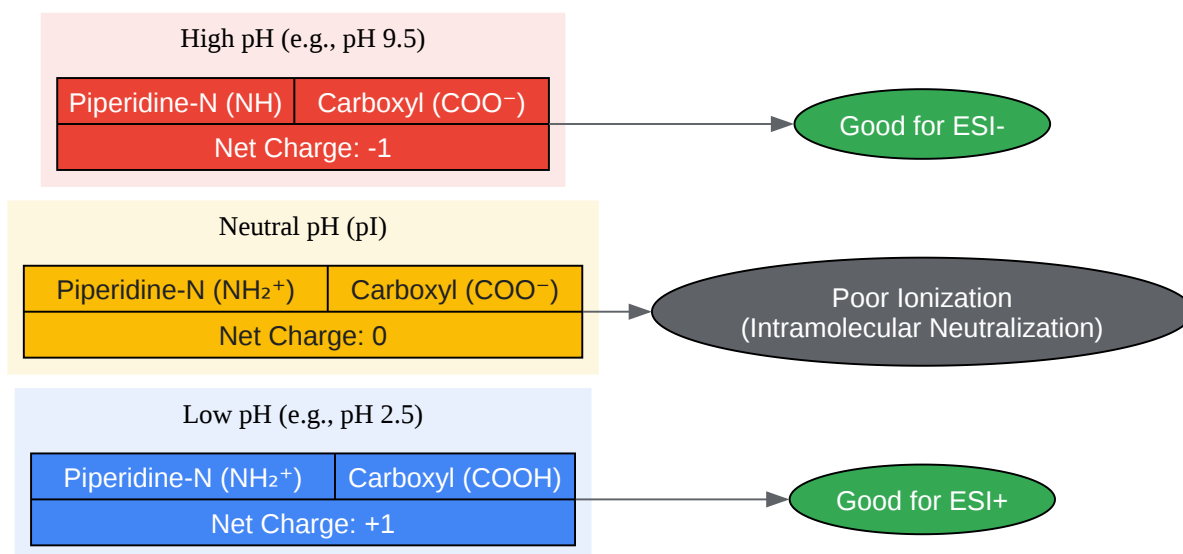 High pH (e.g., pH 9.5)
Piperidine-N (NH) Carboxyl (COO⁻)
Net Charge: -1
Good for ESI-
Neutral pH (pI)
Piperidine-N (NH₂⁺) Carboxyl (COO⁻)
Net Charge: 0
Poor Ionization
(Intramolecular Neutralization)
Low pH (e.g., pH 2.5)
Piperidine-N (NH₂⁺) Carboxyl (COOH)
Net Charge: +1
Good for ESI+